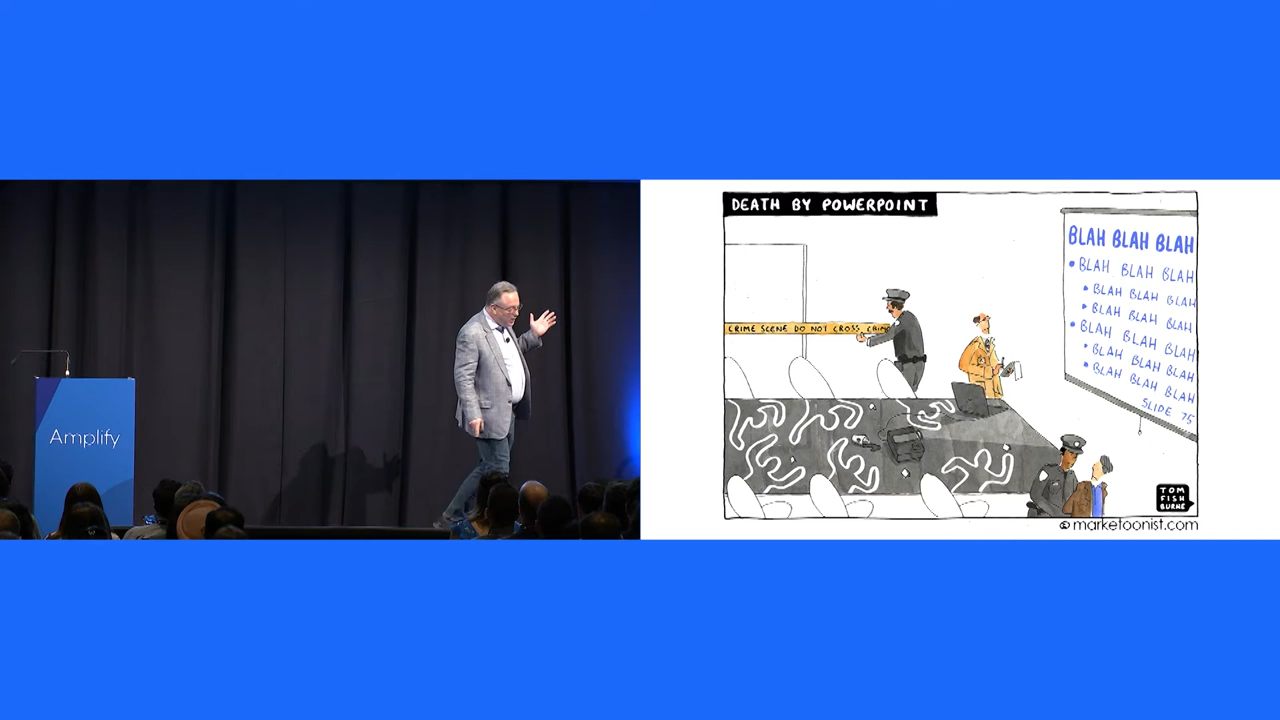 Amplify
DEATH BY POWERPOINT
CRIME SCENE DO NOT CROSS CRIME
BLAH BLAH BLAH
• BLAH BLAH BLAH
• BLAH BLAH BLAH
• BLAH BLAH BLAH
• BLAH BLAH BLAH
• BLAH BLAH BLAH
• BLAH BLAH BLAH
SLIDE 75
TOM
FISH
BURNE
© marketoonist.com